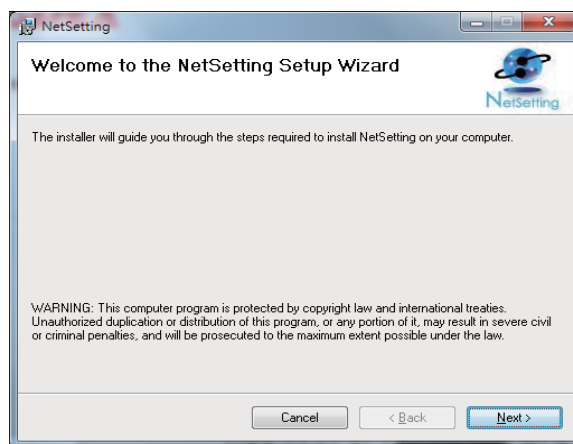 NetSetting
Welcome to the NetSetting Setup Wizard
NetSetting
The installer will guide you through the steps required to install NetSetting on your computer.
WARNING: This computer program is protected by copyright law and international treaties.
Unauthorized duplication or distribution of this program, or any portion of it, may result in severe civil
or criminal penalties, and will be prosecuted to the maximum extent possible under the law.
Cancel < Back Next >